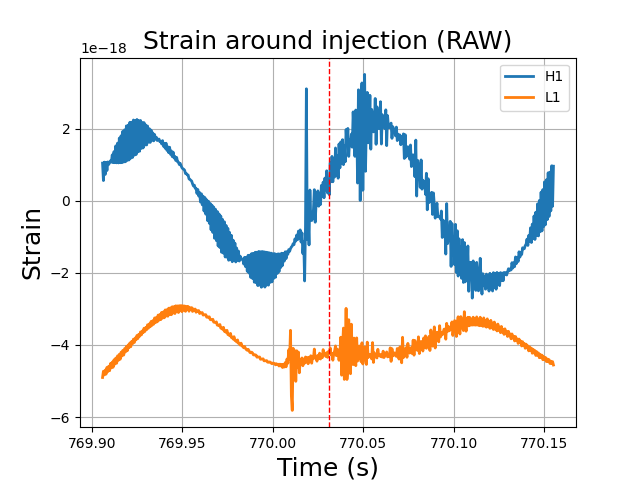 Strain around injection (RAW)
1e−18
H1
L1
2
0
−2
−4
−6
Strain
769.90 769.95 770.00 770.05 770.10 770.15
Time (s)